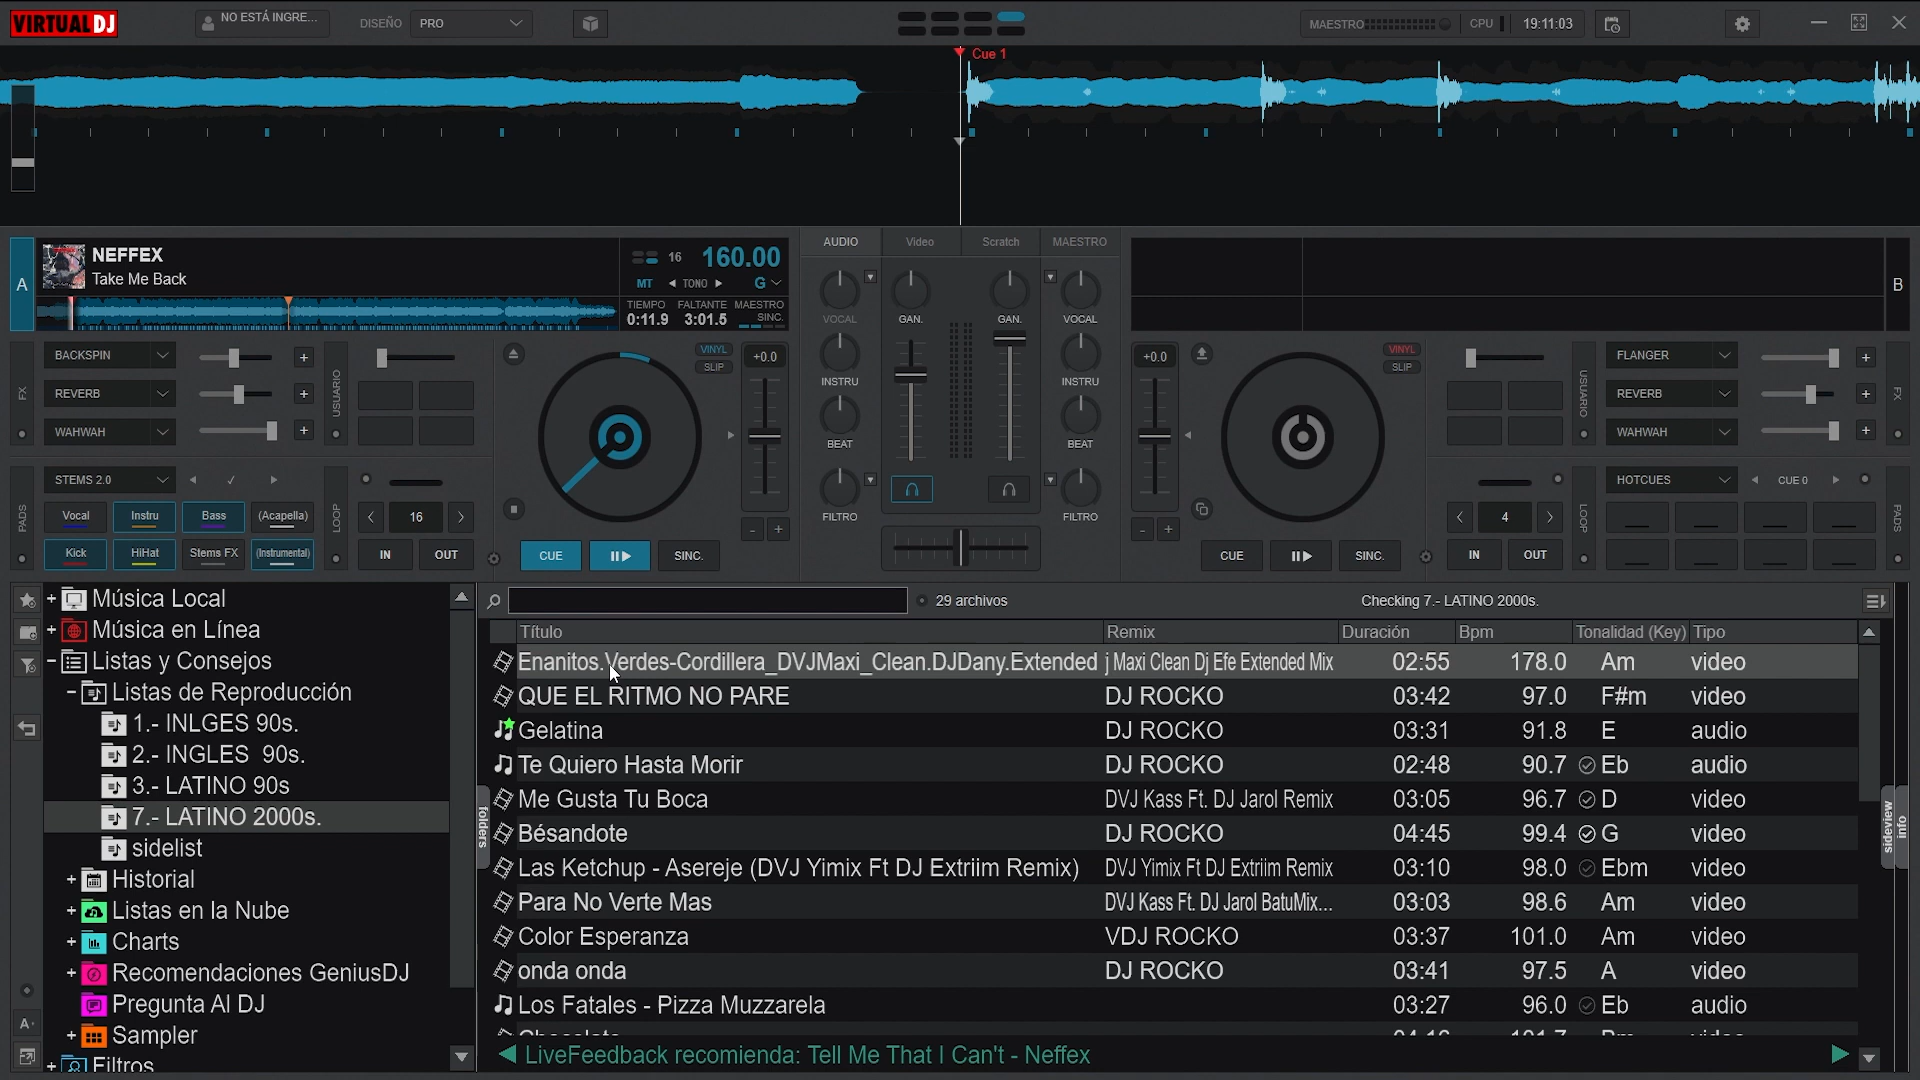 VIRTUAL DJ
NO ESTÁ INGRE...
DISEÑO
PRO
MAESTRO
CPU
19:11:03
Cue 1
A
NEFFEX
Take Me Back
16
160.00
MT
TONO
G
TIEMPO
FALTANTE
MAESTRO
0:11.9
3:01.5
SINC.
AUDIO
Video
Scratch
MAESTRO
VOCAL
GAN.
GAN.
VOCAL
INSTRU
INSTRU
BEAT
BEAT
FILTRO
FILTRO
B
FX
BACKSPIN
REVERB
WAHWAH
+
+
+
USUARIO
VINYL
SLIP
+0.0
+0.0
VINYL
SLIP
USUARIO
FLANGER
REVERB
WAHWAH
+
+
+
FX
PADS
STEMS 2.0
Vocal
Instru
Bass
(Acapella)
Kick
HiHat
Stems FX
(Instrumental)
LOOP
16
IN
OUT
CUE
SINC.
-
+
-
+
CUE
SINC.
4
IN
OUT
LOOP
HOTCUES
CUE 0
PADS
+ Música Local
+ Música en Línea
- Listas y Consejos
- Listas de Reproducción
1.- INLGES 90s.
2.- INGLES 90s.
3.- LATINO 90s
7.- LATINO 2000s.
sidelist
+ Historial
+ Listas en la Nube
+ Charts
+ Recomendaciones GeniusDJ
Pregunta Al DJ
+ Sampler
+ Filtros
A+
folders
29 archivos
Checking 7.- LATINO 2000s.
Título Remix Duración Bpm Tonalidad (Key) Tipo
Enanitos.Verdes-Cordillera_DVJMaxi_Clean.DJDany.Extended j Maxi Clean Dj Efe Extended Mix 02:55 178.0 Am video
QUE EL RITMO NO PARE DJ ROCKO 03:42 97.0 F#m video
Gelatina DJ ROCKO 03:31 91.8 E audio
Te Quiero Hasta Morir DJ ROCKO 02:48 90.7 Eb audio
Me Gusta Tu Boca DVJ Kass Ft. DJ Jarol Remix 03:05 96.7 D video
Bésandote DJ ROCKO 04:45 99.4 G video
Las Ketchup - Asereje (DVJ Yimix Ft DJ Extriim Remix) DVJ Yimix Ft DJ Extriim Remix 03:10 98.0 Ebm video
Para No Verte Mas DVJ Kass Ft. DJ Jarol BatuMix... 03:03 98.6 Am video
Color Esperanza VDJ ROCKO 03:37 101.0 Am video
onda onda DJ ROCKO 03:41 97.5 A video
Los Fatales - Pizza Muzzarela 03:27 96.0 Eb audio
LiveFeedback recomienda: Tell Me That I Can't - Neffex
sideview
info